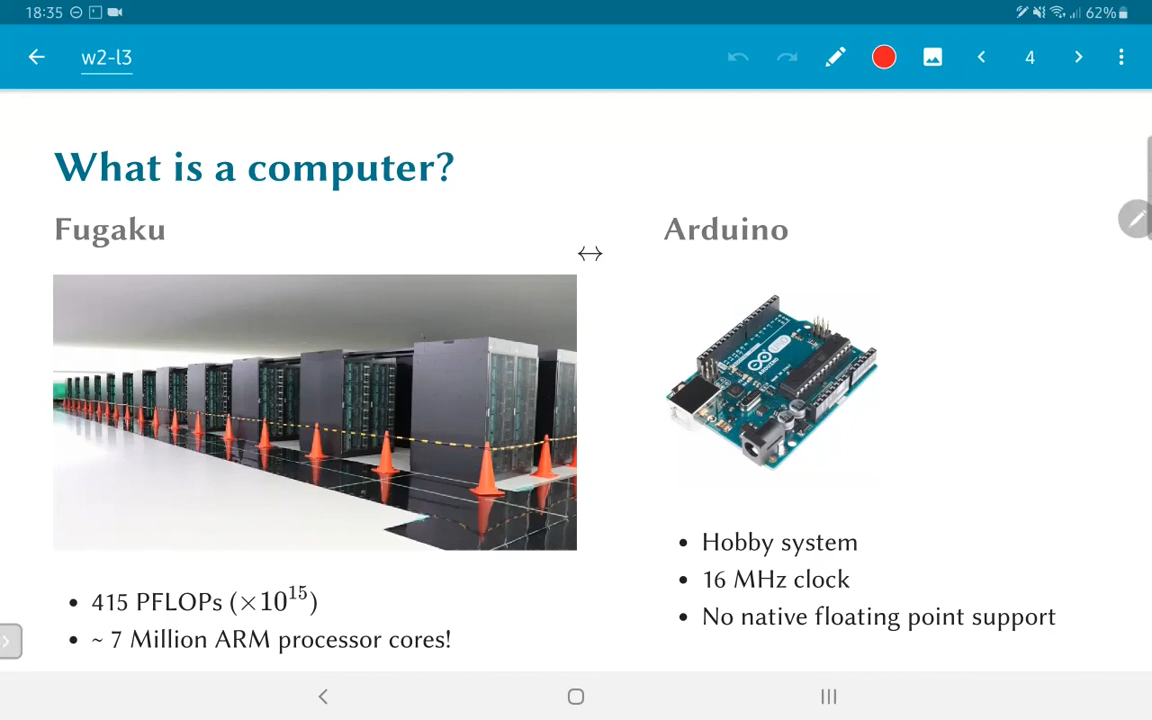 18:35 62%
w2-l3 4
What is a computer?
Fugaku
↔
Arduino
ARDUINO
• 415 PFLOPs (×10¹⁵)
• ~ 7 Million ARM processor cores!
• Hobby system
• 16 MHz clock
• No native floating point support